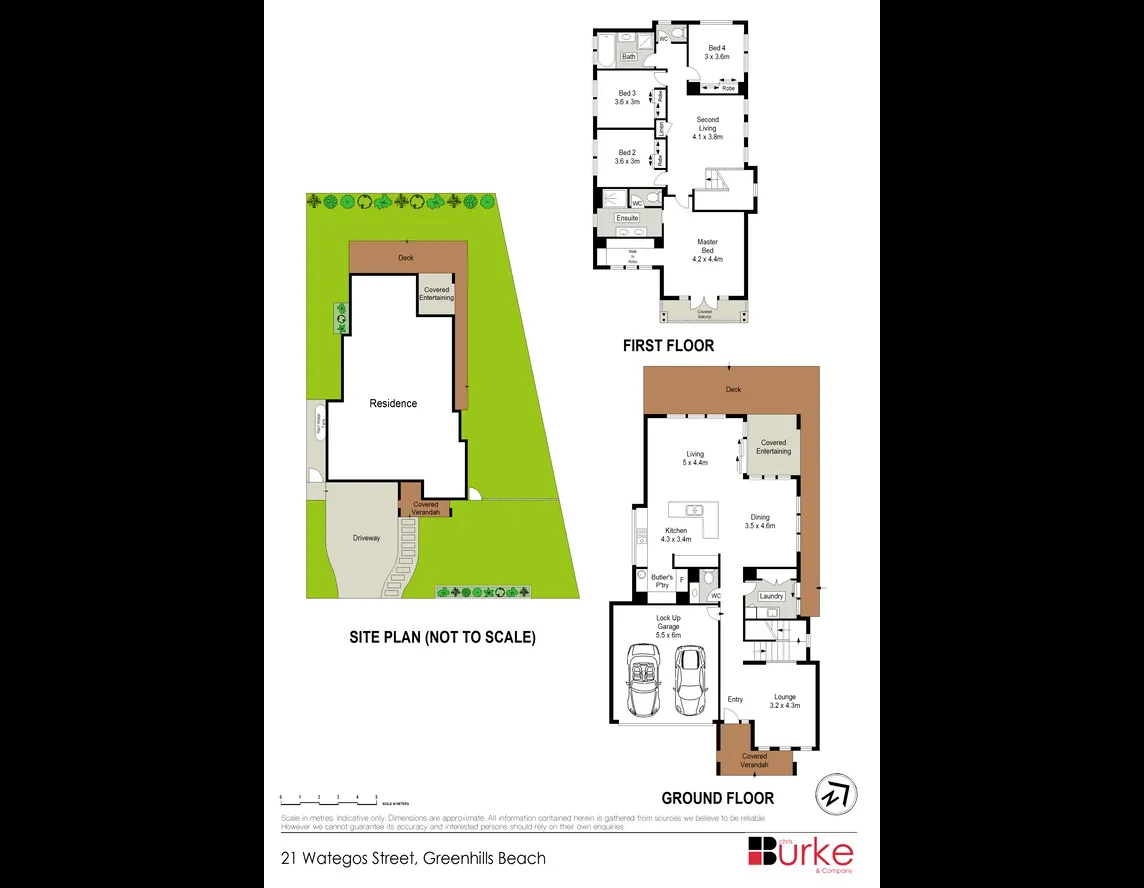 Bath
WC
Bed 4
3 x 3.6m
Robe
Bed 3
3.6 x 3m
Robe
Second
Living
4.1 x 3.8m
Linen
Bed 2
3.6 x 3m
Robe
WC
Ensuite
Master
Bed
4.2 x 4.4m
Walk
In
Robe
Covered
Balcony
FIRST FLOOR
Deck
Covered
Entertaining
Residence
Rain Water
Tank
Covered
Verandah
Driveway
SITE PLAN (NOT TO SCALE)
Deck
Living
5 x 4.4m
Covered
Entertaining
Dining
3.5 x 4.6m
Kitchen
4.3 x 3.4m
Butler's
P'try
F
WC
Laundry
Lock Up
Garage
5.5 x 6m
Entry
Lounge
3.2 x 4.3m
Covered
Verandah
GROUND FLOOR
N
0 1 2 3 4 5
SCALE IN METERS
Scale in metres. Indicative only. Dimensions are approximate. All information contained herein is gathered from sources we believe to be reliable.
However we cannot guarantee its accuracy and interested persons should rely on their own enquiries.
21 Wategos Street, Greenhills Beach
chris
Burke
& Company